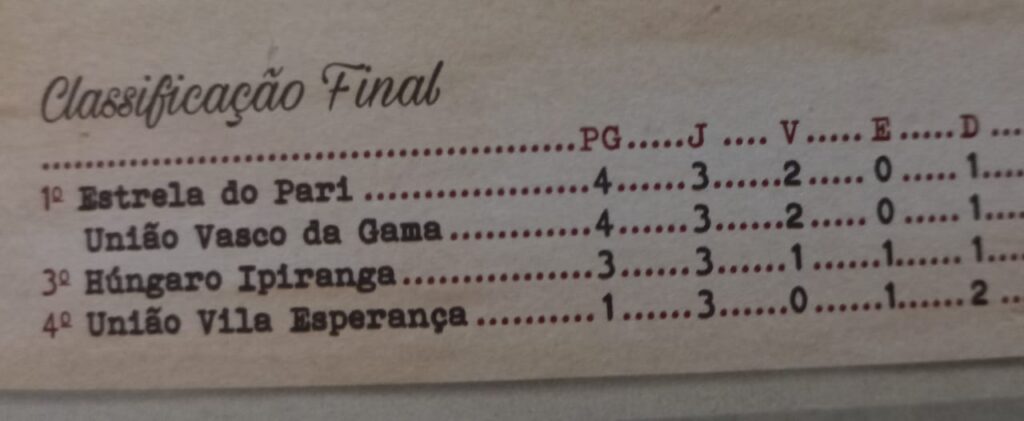 Classificação Final
..........PG.....J .... V..... E .....D ...
1º Estrela do Pari ..........4......3......2..... 0 .....1....
União Vasco da Gama..........4......3......2..... 0 .....1....
3º Húngaro Ipiranga..........3......3......1......1......1....
4º União Vila Esperança..........1......3......0......1......2 ...